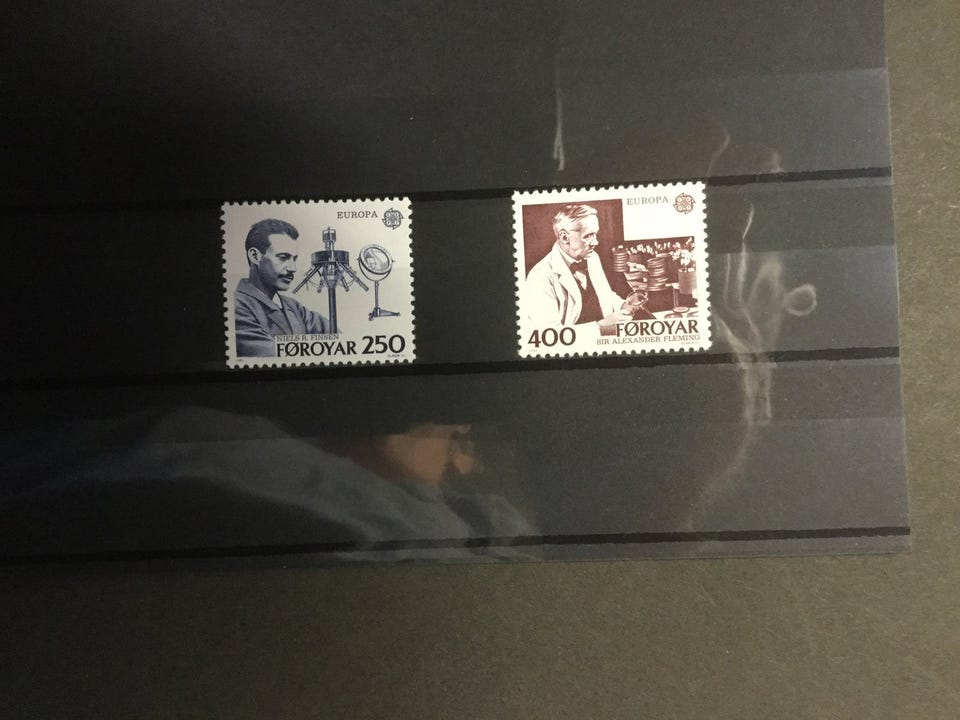 EUROPA
NIELS R. FINSEN
FØROYAR 250
EUROPA
400 FØROYAR
SIR ALEXANDER FLEMING